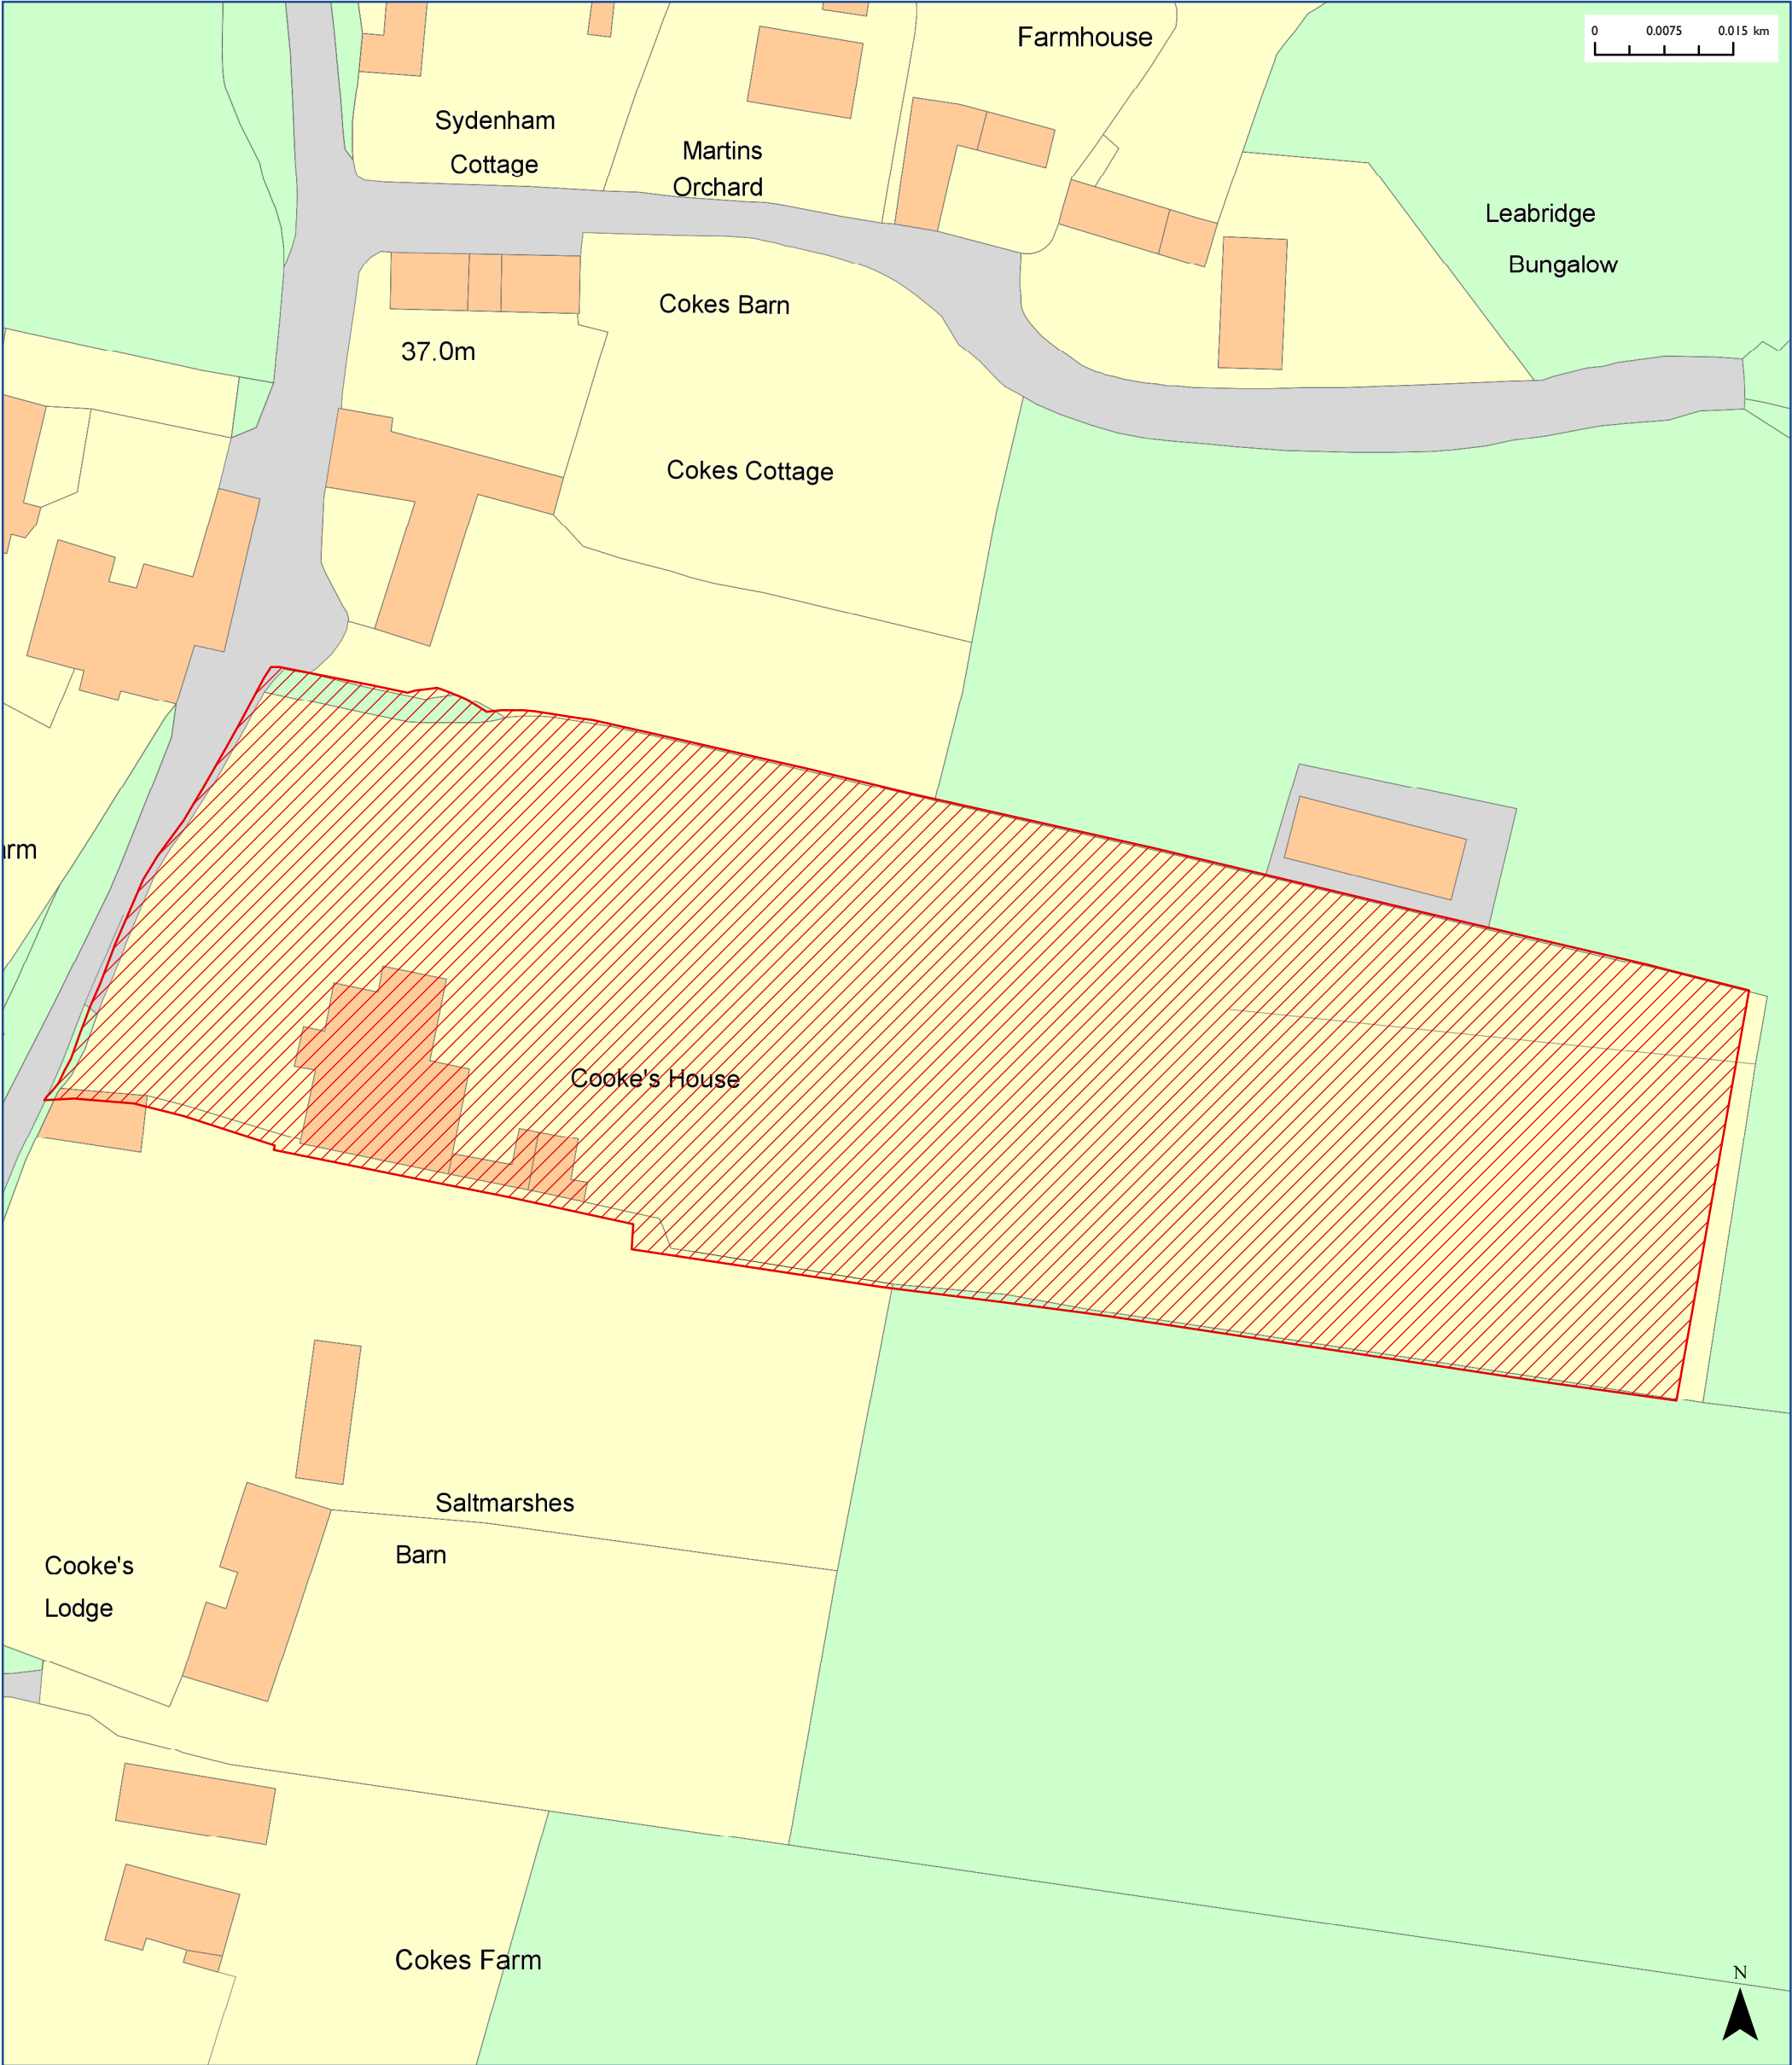 Farmhouse
0 0.0075 0.015 km
Sydenham
Cottage
Martins
Orchard
Leabridge
Bungalow
Cokes Barn
37.0m
Cokes Cottage
arm
Cooke's House
Saltmarshes
Barn
Cooke's
Lodge
Cokes Farm
N